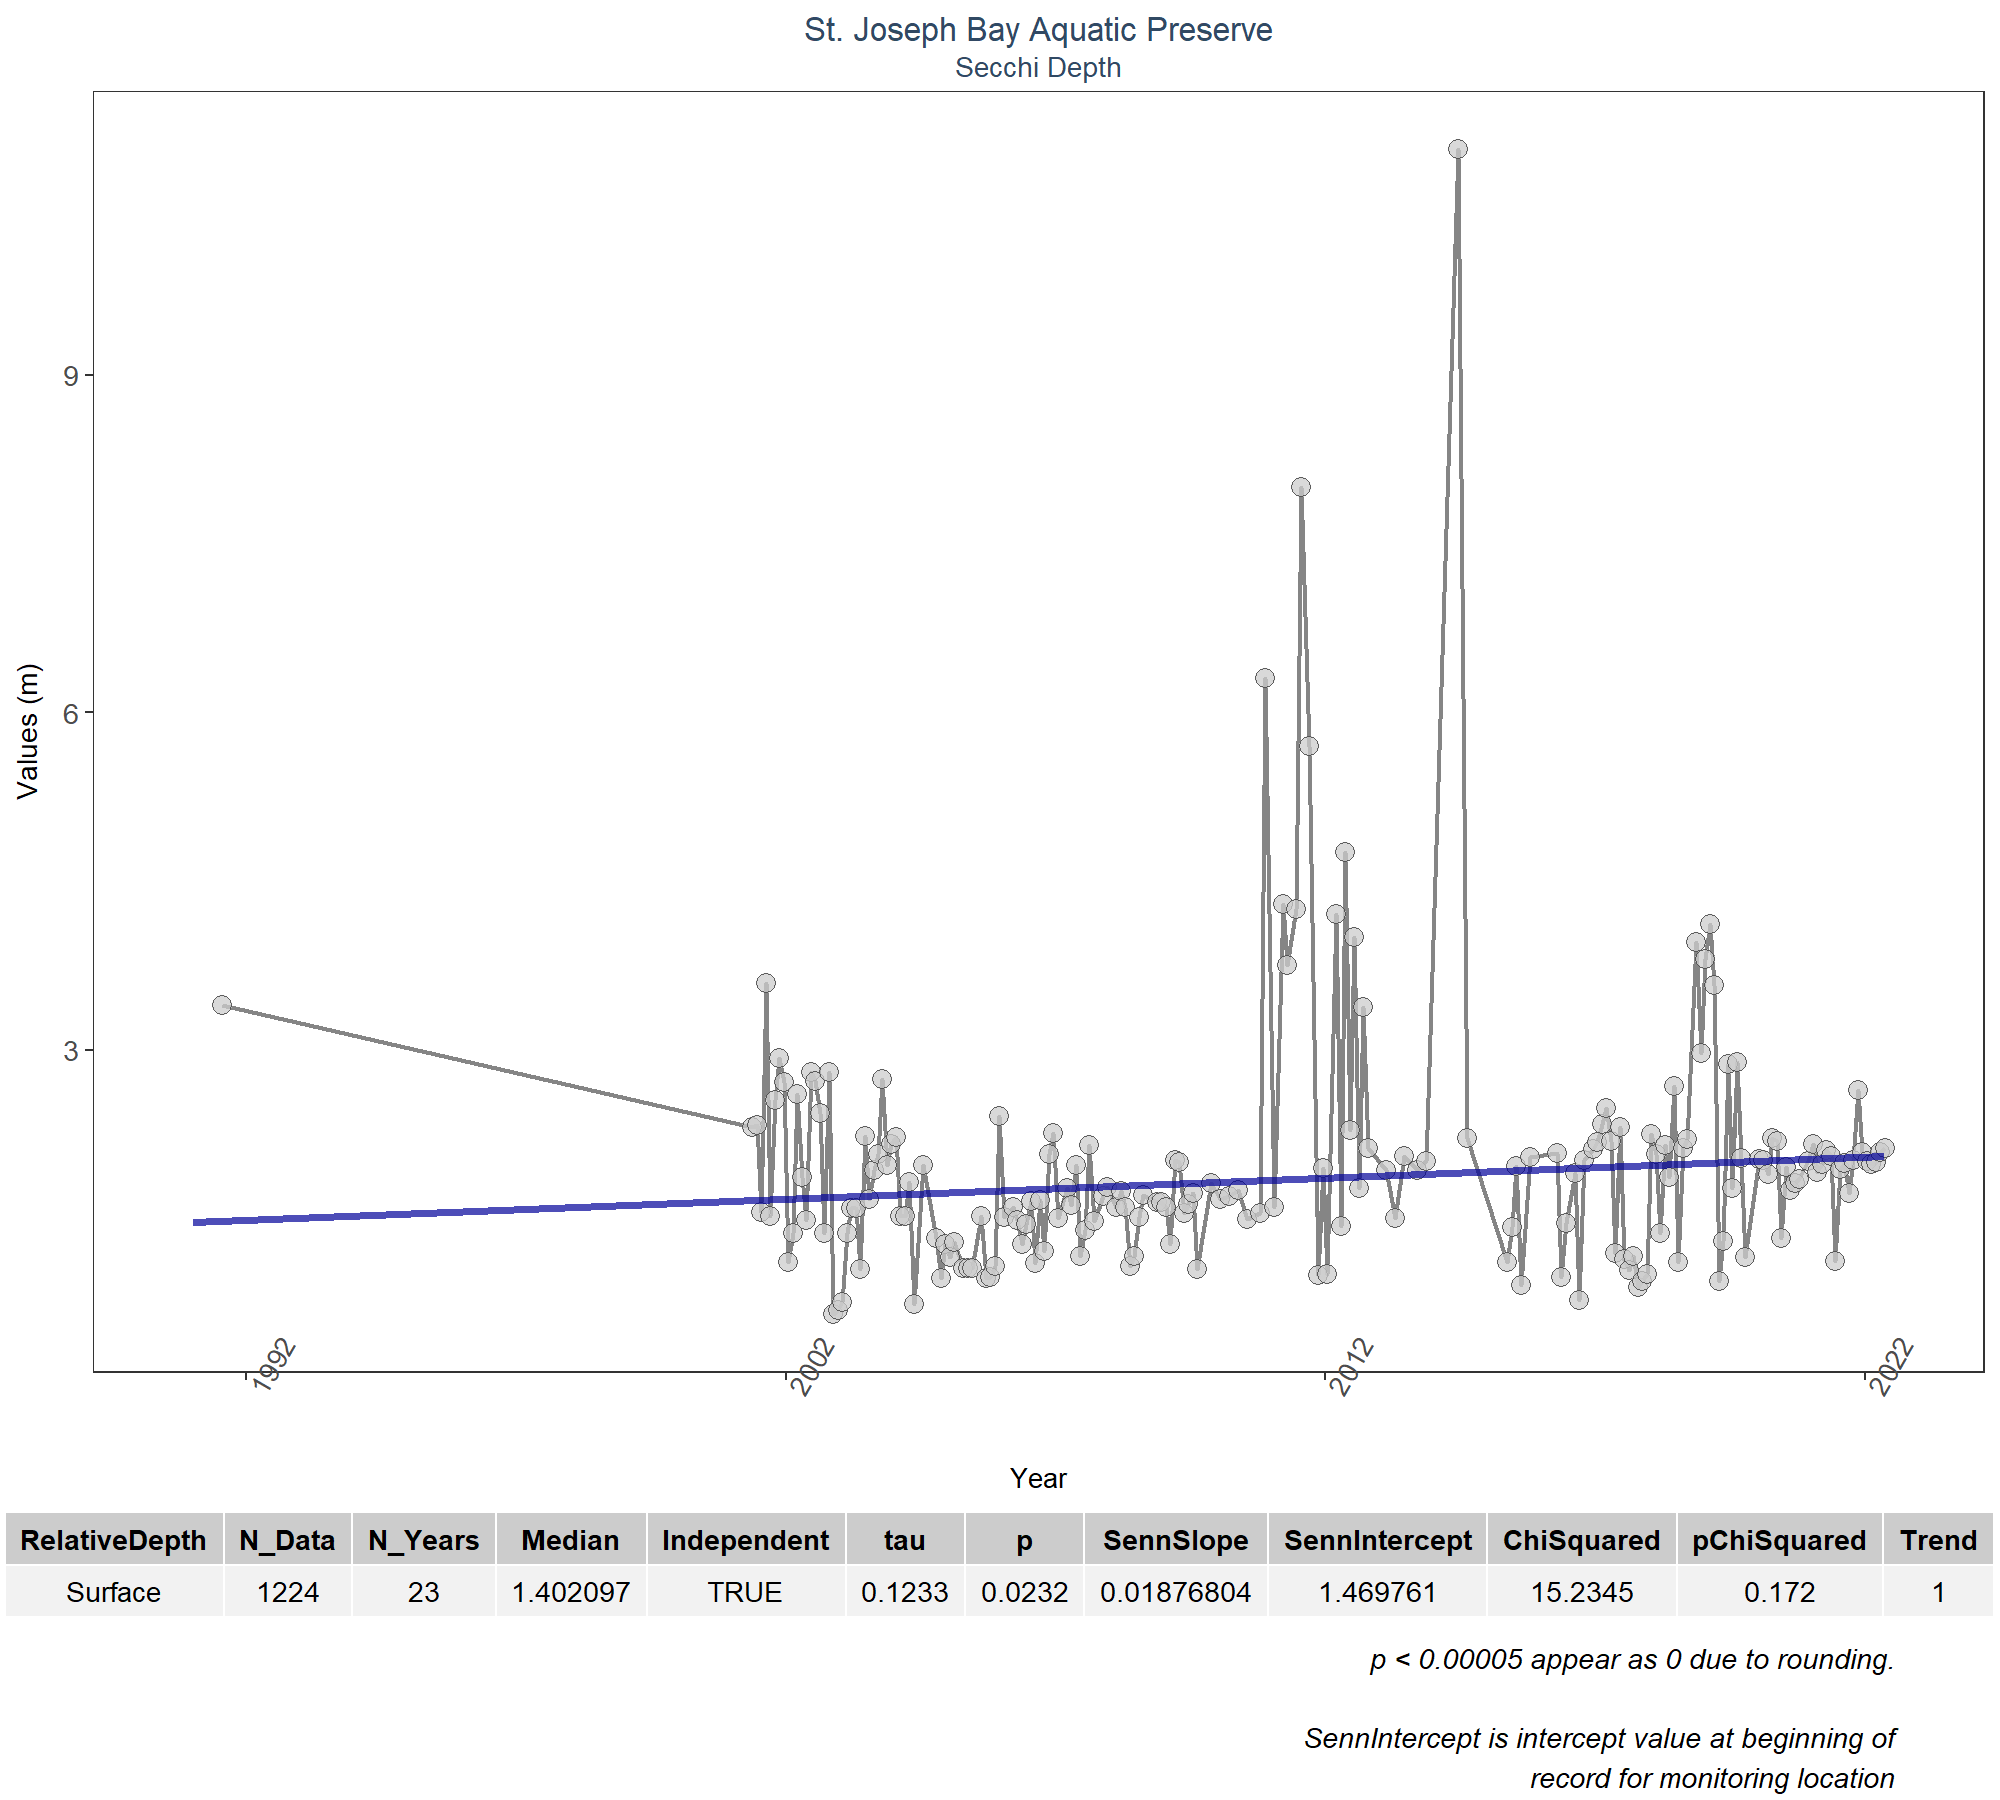 St. Joseph Bay Aquatic Preserve
Secchi Depth
Values (m)
9
6
3
1992 2002 2012 2022
Year
RelativeDepth N_Data N_Years Median Independent tau p SennSlope SennIntercept ChiSquared pChiSquared Trend
Surface 1224 23 1.402097 TRUE 0.1233 0.0232 0.01876804 1.469761 15.2345 0.172 1
p < 0.00005 appear as 0 due to rounding.
SennIntercept is intercept value at beginning of
record for monitoring location